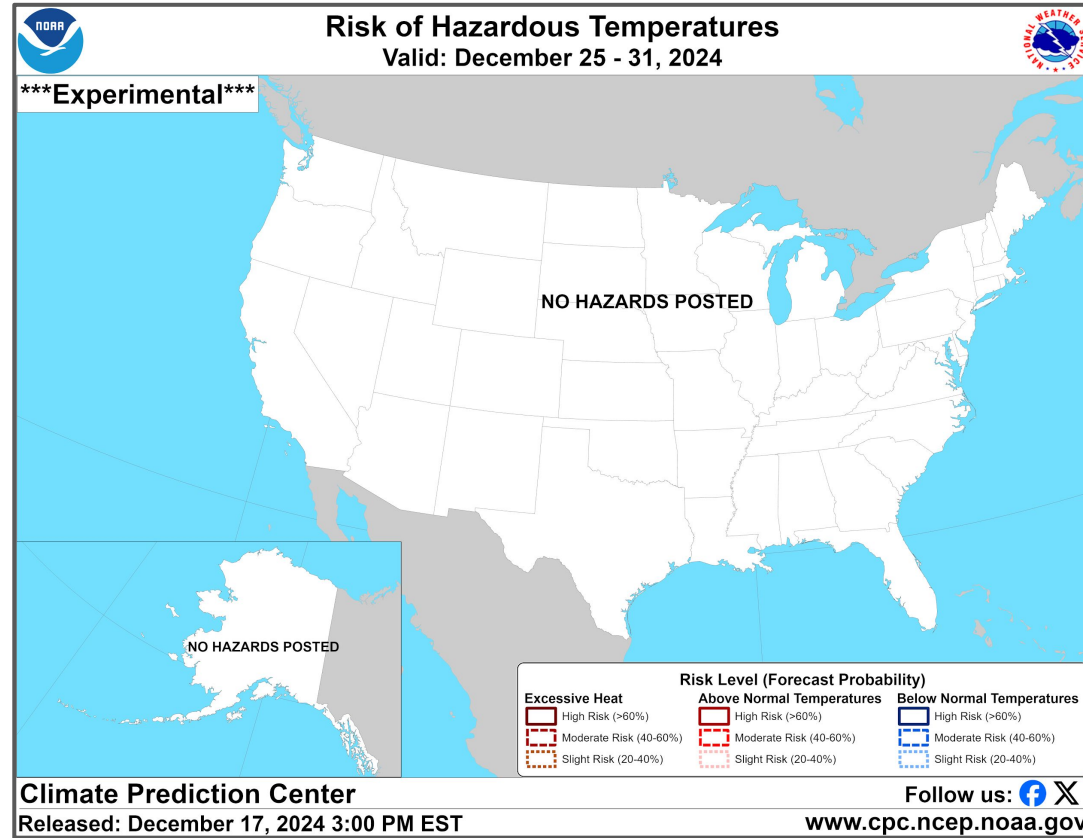 NOAA
Risk of Hazardous Temperatures
Valid: December 25 - 31, 2024
NATIONAL WEATHER SERVICE
***Experimental***
NO HAZARDS POSTED
NO HAZARDS POSTED
Risk Level (Forecast Probability)
Excessive Heat Above Normal Temperatures Below Normal Temperatures
High Risk (>60%) High Risk (>60%) High Risk (>60%)
Moderate Risk (40-60%) Moderate Risk (40-60%) Moderate Risk (40-60%)
Slight Risk (20-40%) Slight Risk (20-40%) Slight Risk (20-40%)
Climate Prediction Center
Follow us:
Released: December 17, 2024 3:00 PM EST
www.cpc.ncep.noaa.gov